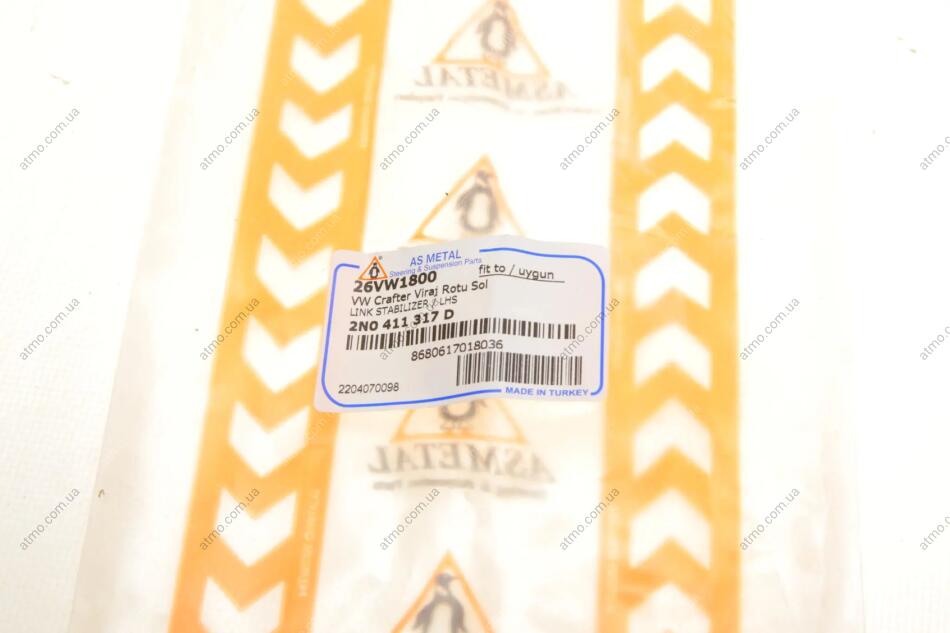 AS METAL
Steering & Suspension Parts
26VW1800
fit to / uygun
VW Crafter Viraj Rotu Sol
LINK STABILIZER / LHS
2N0 411 317 D
8680617018036
2204070098
MADE IN TURKEY
ASMETAL
ASMETAL
atmo.com.ua